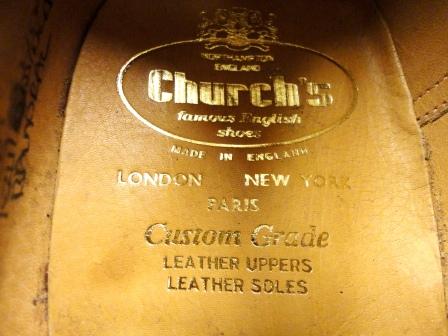 NORTHAMPTON
ENGLAND
Church's
famous English
shoes
MADE IN ENGLAND
LONDON NEW YORK
PARIS
Custom Grade
LEATHER UPPERS
LEATHER SOLES